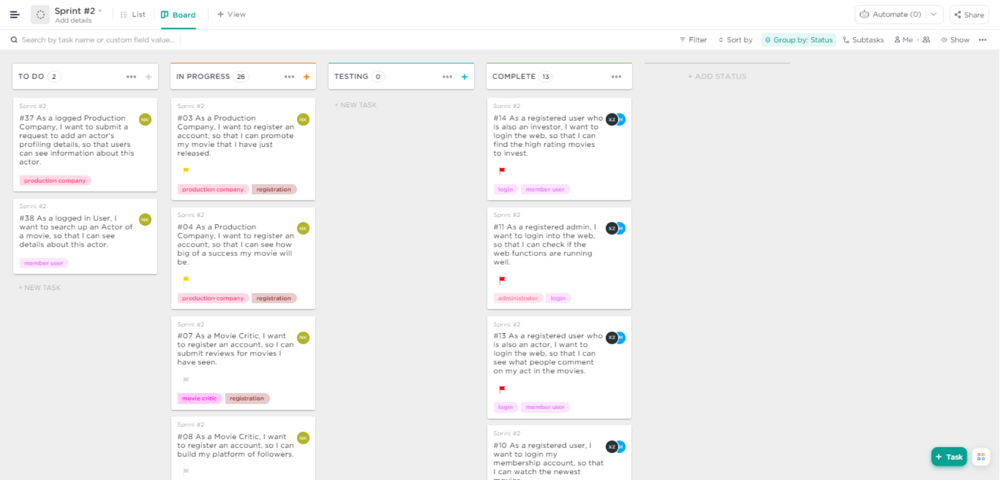 Sprint #2
Add details
List
Board
+ View
Automate (0)
Share
Search by task name or custom field value...
Filter
Sort by
Group by: Status
Subtasks
Me
Show
TO DO 2
Sprint #2
#37 As a logged Production
Company, I want to submit a
request to add an actor's
profiling details, so that users
can see information about this
actor.
NK
production company
Sprint #2
#38 As a logged in User, I
want to search up an Actor of
a movie, so that I can see
details about this actor.
NK
member user
+ NEW TASK
IN PROGRESS 26
Sprint #2
#03 As a Production
Company, I want to register an
account, so that I can promote
my movie that I have just
released.
NK
production company registration
Sprint #2
#04 As a Production
Company, I want to register an
account, so that I can see how
big of a success my movie will
be.
NK
production company registration
Sprint #2
#07 As a Movie Critic, I want
to register an account, so I can
submit reviews for movies I
have seen.
NK
movie critic registration
Sprint #2
#08 As a Movie Critic, I want
to register an account, so I can
build my platform of followers.
NK
TESTING 0
+ NEW TASK
COMPLETE 13
Sprint #2
#14 As a registered user who
is also an investor, I want to
login the web, so that I can
find the high rating movies
to invest.
XZ
login member user
Sprint #2
#11 As a registered admin, I
want to login into the web,
so that I can check if the
web functions are running
well.
XZ
administrator login
Sprint #2
#13 As a registered user who
is also an actor, I want to
login the web, so that I can
see what people comment
on my act in the movies.
XZ
login member user
Sprint #2
#10 As a registered user, I
want to login my
membership account, so that
I can watch the newest
XZ
+ ADD STATUS
+ Task